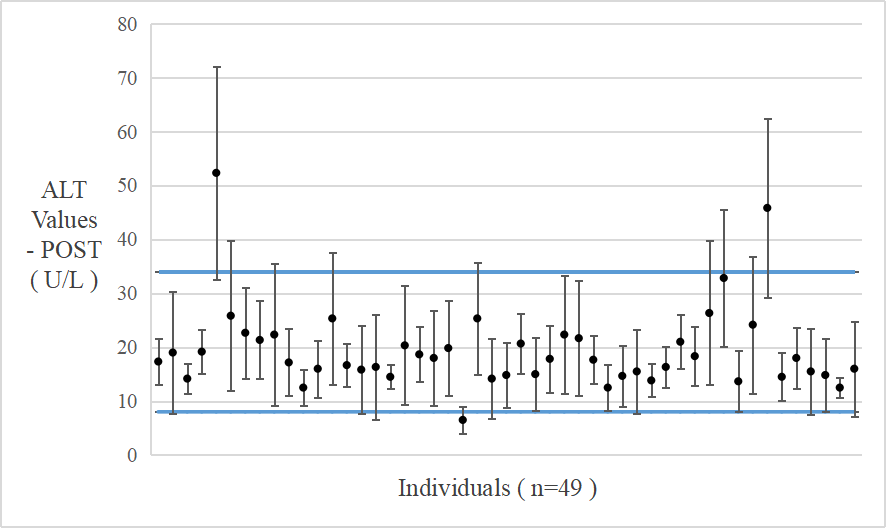 80
70
60
50
40
30
20
10
0
ALT
Values
- POST
( U/L )
Individuals ( n=49 )